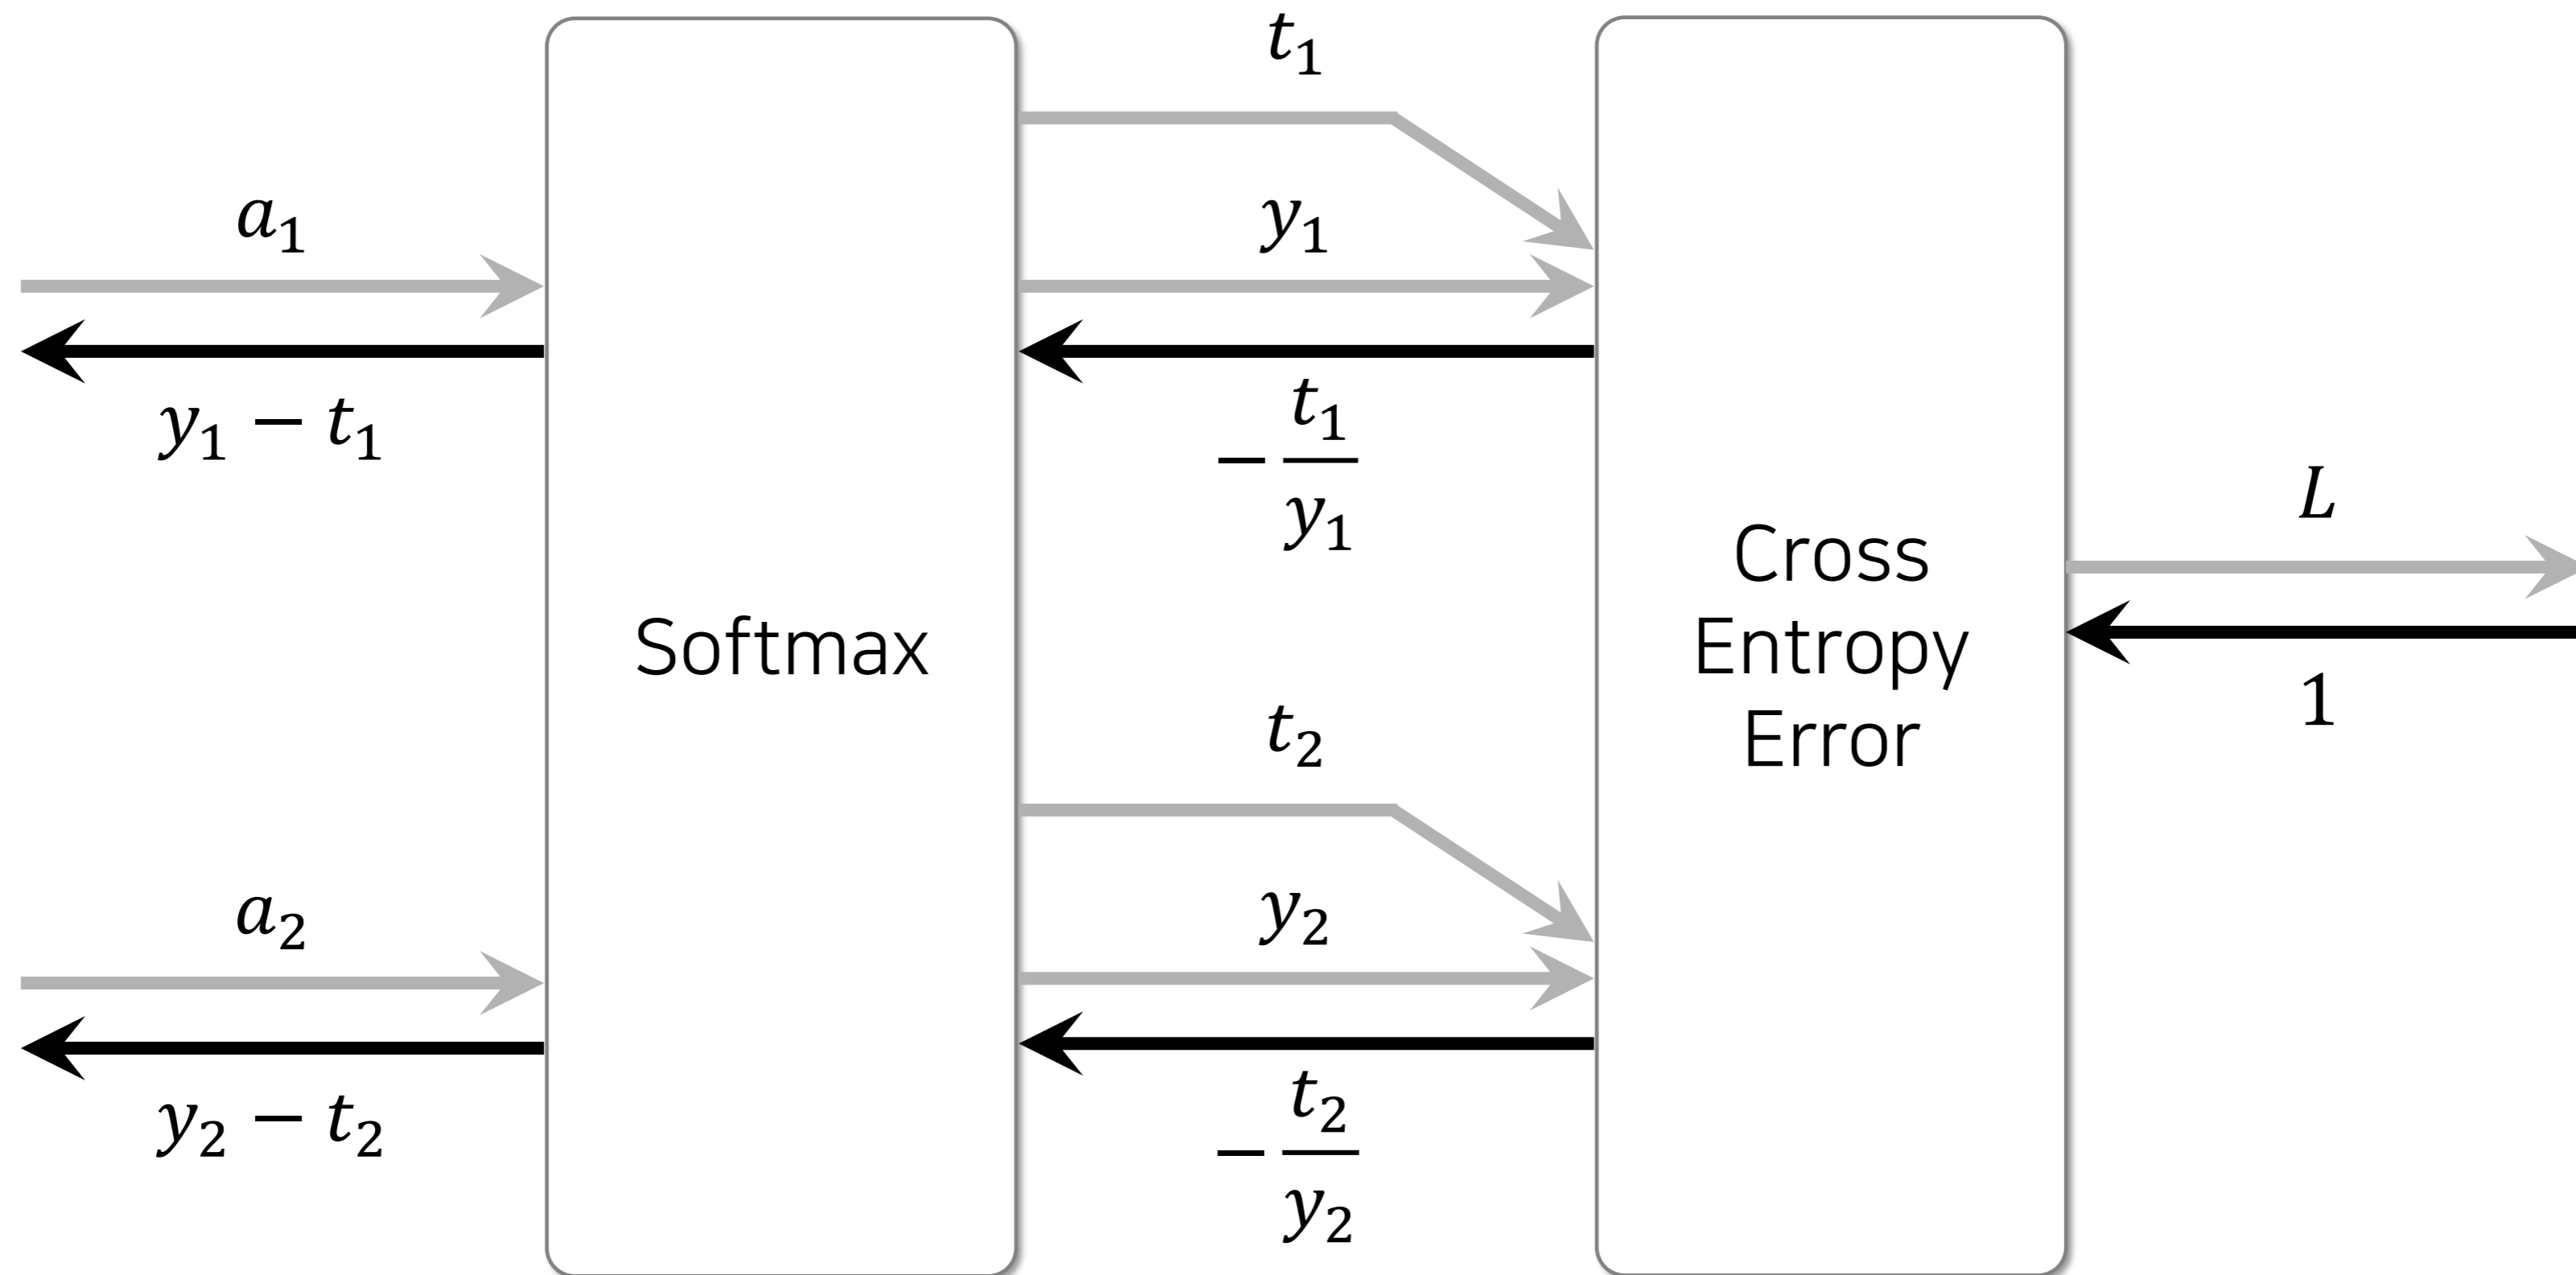 t₁
a₁
y₁
y₁ − t₁
− t₁/y₁
L
Cross
Entropy
Error
Softmax
1
t₂
a₂
y₂
y₂ − t₂
− t₂/y₂